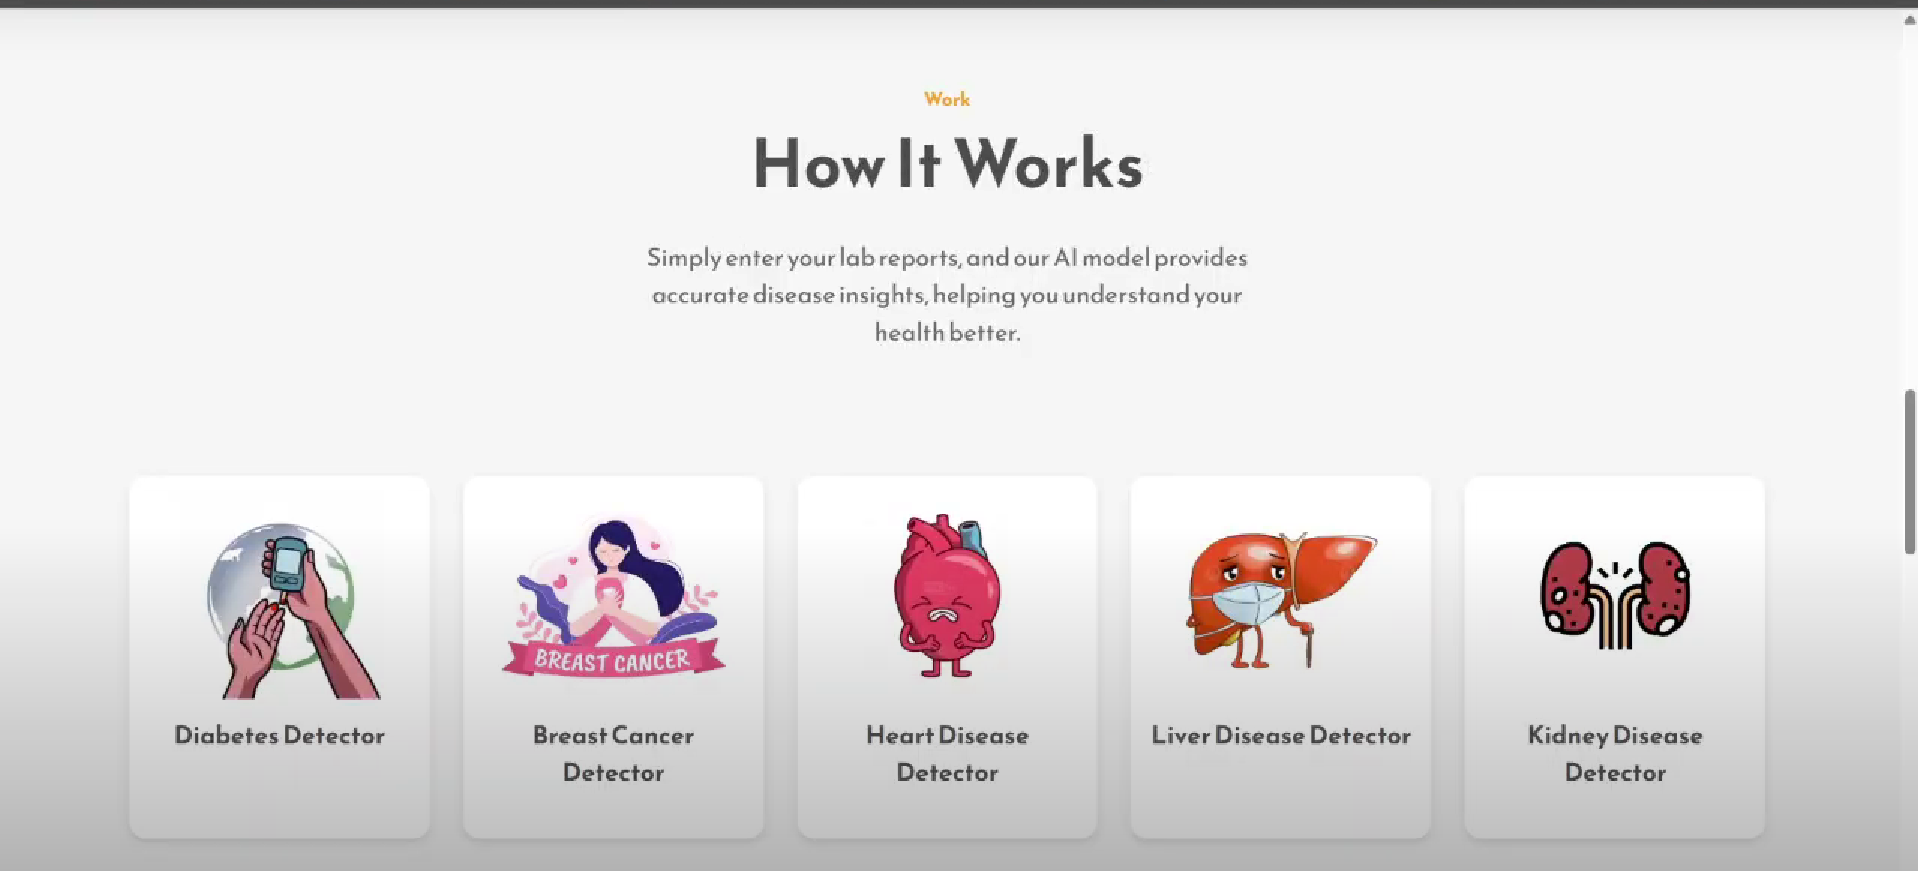 Work
How It Works
Simply enter your lab reports, and our AI model provides
accurate disease insights, helping you understand your
health better.
BREAST CANCER
Diabetes Detector
Breast Cancer
Detector
Heart Disease
Detector
Liver Disease Detector
Kidney Disease
Detector